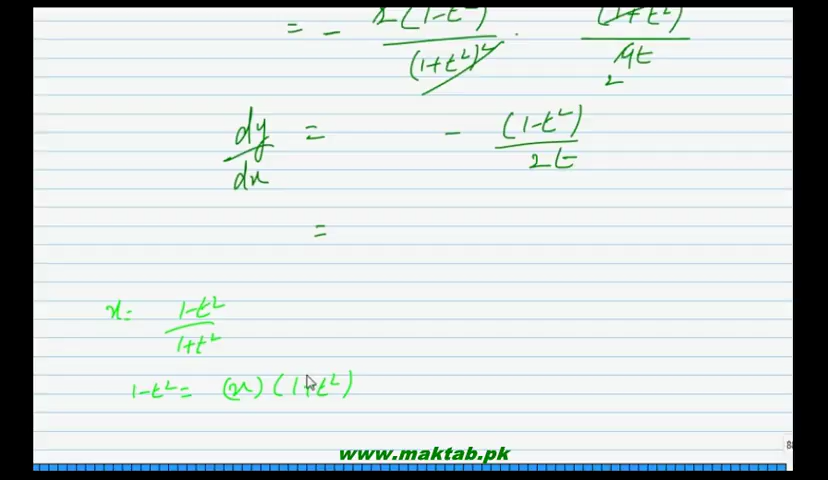 = - 2(1-t²)/(1+t²)² · (1+t²)/4t 2
dy/dx = - (1-t²)/2t
=
x = 1-t²/1+t²
1-t² = (x)(1+t²)
www.maktab.pk